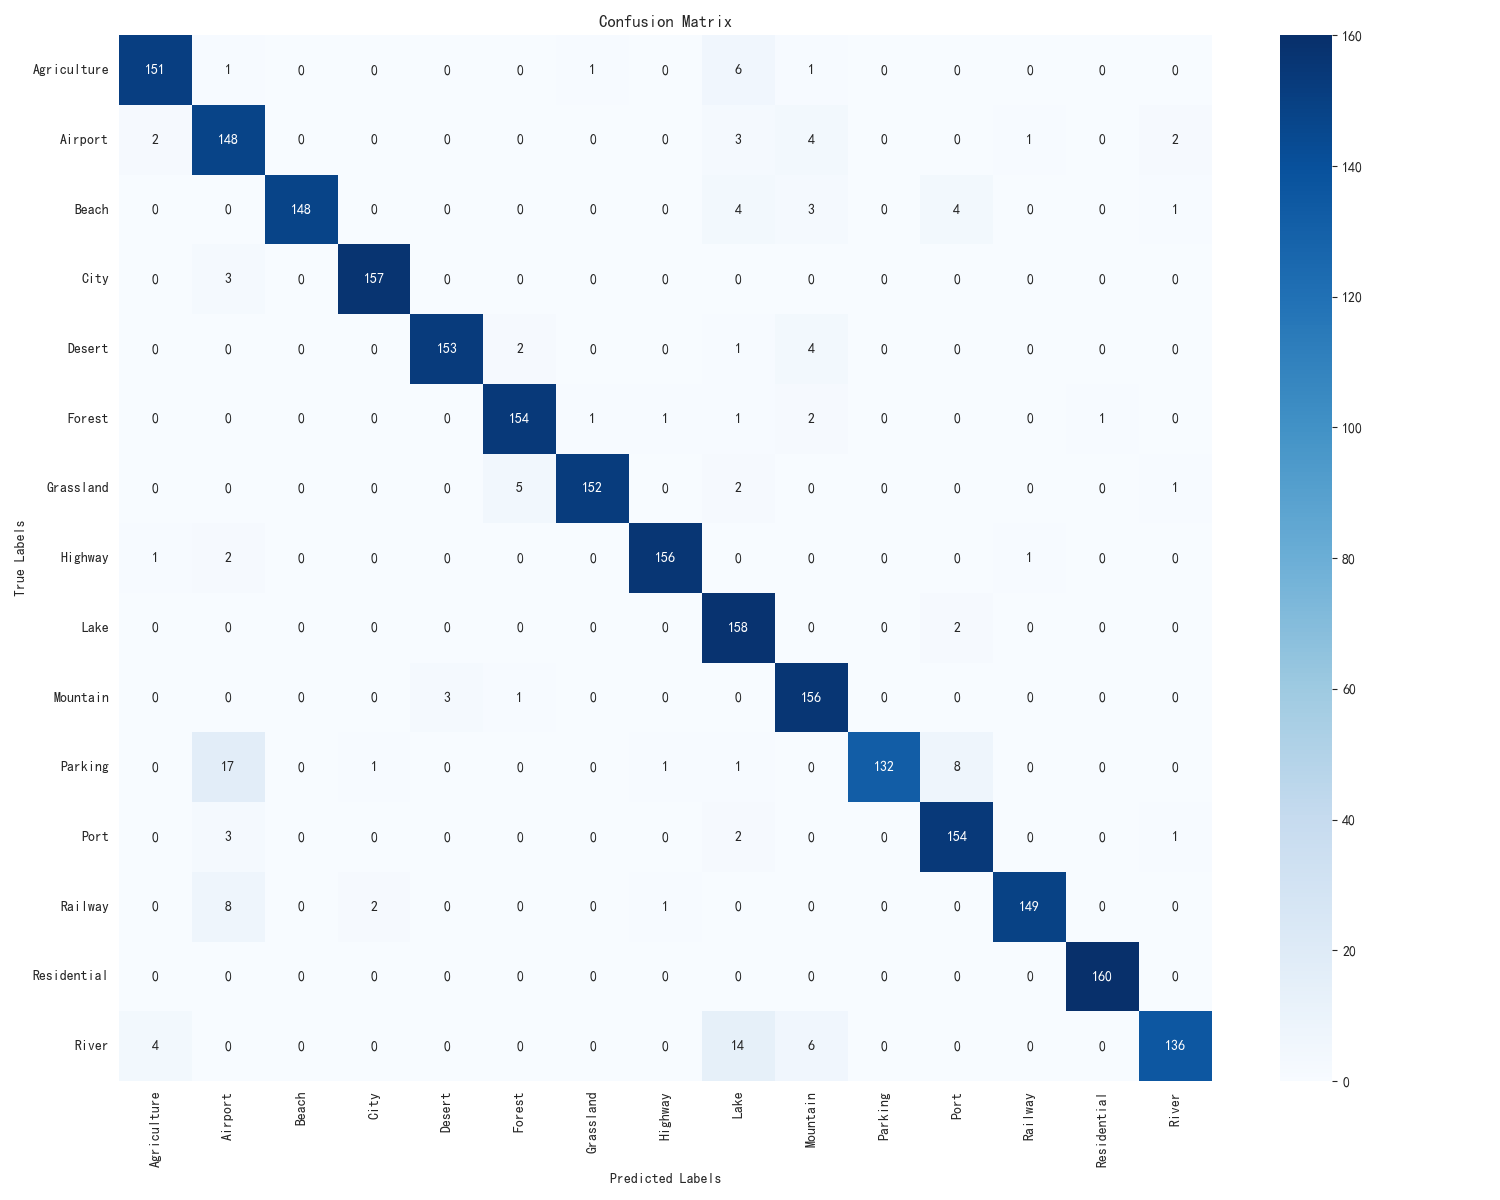 Confusion Matrix
Agriculture 151 1 0 0 0 0 1 0 6 1 0 0 0 0 0
Airport 2 148 0 0 0 0 0 0 3 4 0 0 1 0 2
Beach 0 0 148 0 0 0 0 0 4 3 0 4 0 0 1
City 0 3 0 157 0 0 0 0 0 0 0 0 0 0 0
Desert 0 0 0 0 153 2 0 0 1 4 0 0 0 0 0
Forest 0 0 0 0 0 154 1 1 1 2 0 0 0 1 0
Grassland 0 0 0 0 0 5 152 0 2 0 0 0 0 0 1
Highway 1 2 0 0 0 0 0 156 0 0 0 0 1 0 0
Lake 0 0 0 0 0 0 0 0 158 0 0 2 0 0 0
Mountain 0 0 0 0 3 1 0 0 0 156 0 0 0 0 0
Parking 0 17 0 1 0 0 0 1 1 0 132 8 0 0 0
Port 0 3 0 0 0 0 0 0 2 0 0 154 0 0 1
Railway 0 8 0 2 0 0 0 1 0 0 0 0 149 0 0
Residential 0 0 0 0 0 0 0 0 0 0 0 0 0 160 0
River 4 0 0 0 0 0 0 0 14 6 0 0 0 0 136
True Labels
Agriculture Airport Beach City Desert Forest Grassland Highway Lake Mountain Parking Port Railway Residential River
Predicted Labels
160
140
120
100
80
60
40
20
0